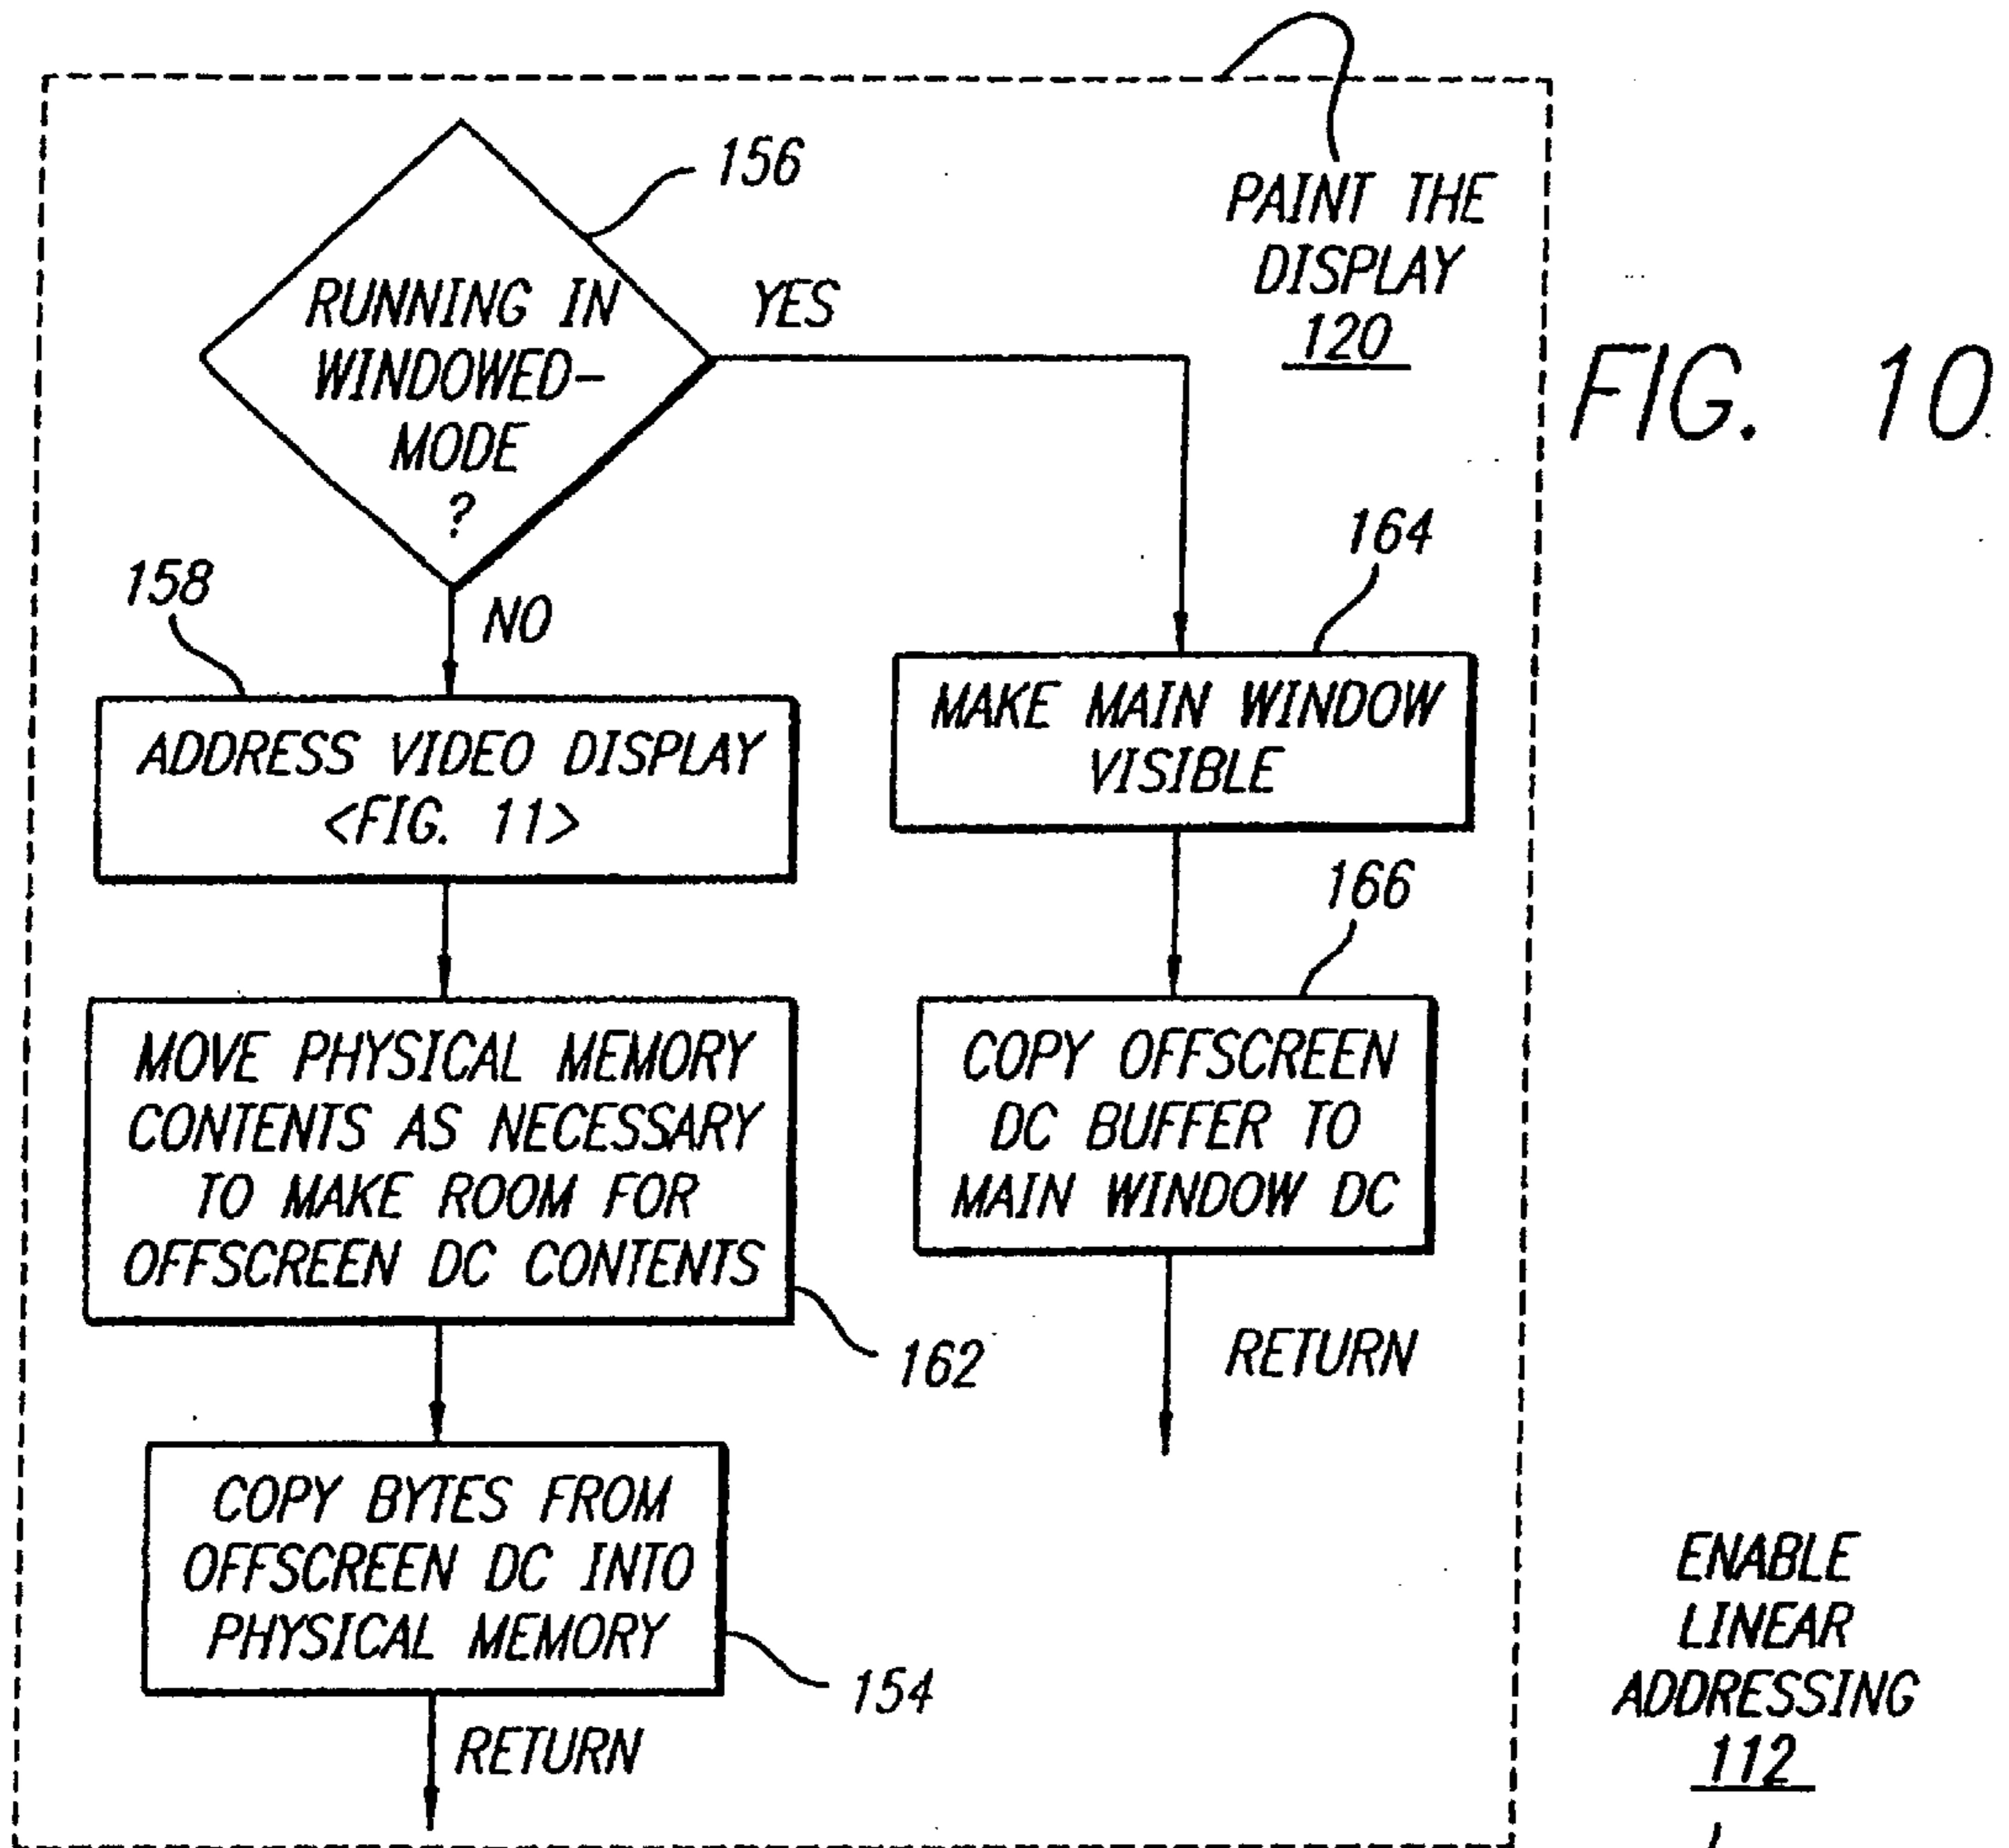 156
PAINT THE
DISPLAY
120
RUNNING IN
WINDOWED-
MODE
?
YES
FIG. 10
NO
158
164
ADDRESS VIDEO DISPLAY
<FIG. 11>
MAKE MAIN WINDOW
VISIBLE
166
MOVE PHYSICAL MEMORY
CONTENTS AS NECESSARY
TO MAKE ROOM FOR
OFFSCREEN DC CONTENTS
162
COPY OFFSCREEN
DC BUFFER TO
MAIN WINDOW DC
RETURN
COPY BYTES FROM
OFFSCREEN DC INTO
PHYSICAL MEMORY
154
RETURN
ENABLE
LINEAR
ADDRESSING
112